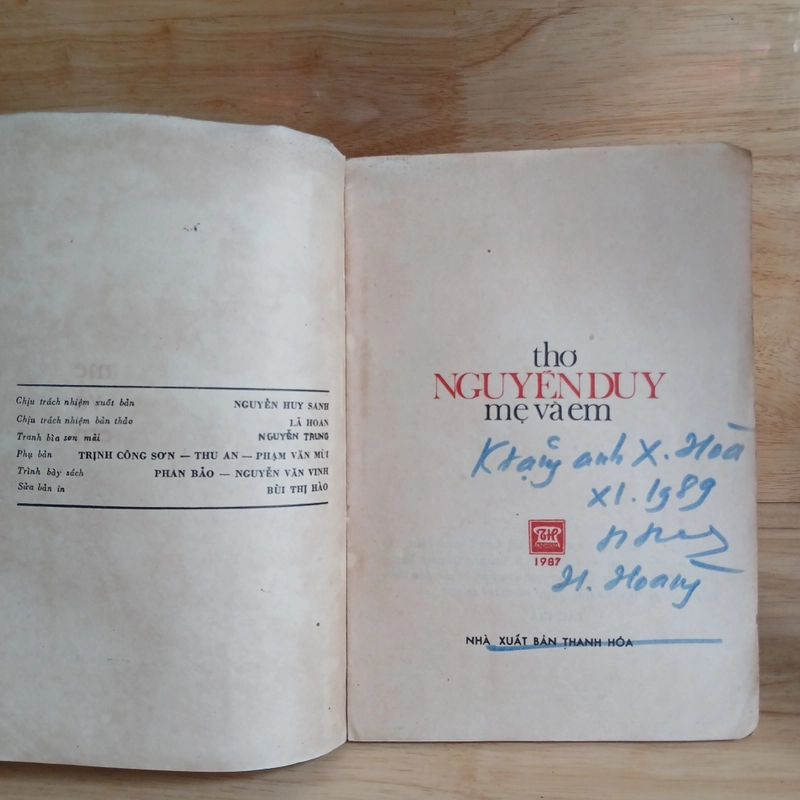 Chịu trách nhiệm xuất bản NGUYỄN HUY SANH
Chịu trách nhiệm bản thảo LÃ HOAN
Tranh bìa sơn mài NGUYỄN TRUNG
Phụ bản TRỊNH CÔNG SƠN — THU AN — PHẠM VĂN MÙI
Trình bày sách PHAN BẢO — NGUYỄN VĂN VINH
Sửa bản in BÙI THỊ HÀO
thơ
NGUYỄN DUY
mẹ và em
Ktặng anh X. Hoà
XI. 1989
H. Hoàng
1987
NHÀ XUẤT BẢN THANH HÓA